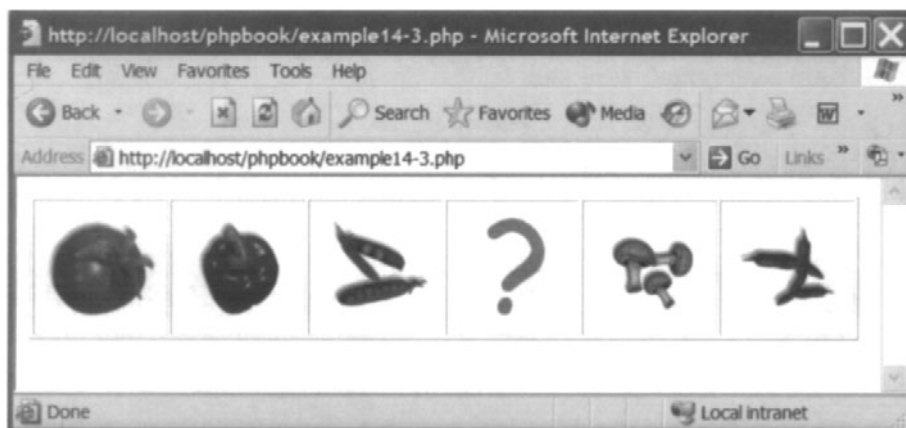 http://localhost/phpbook/example14-3.php - Microsoft Internet Explorer
File Edit View Favorites Tools Help
Back Search Favorites Media W »
Address http://localhost/phpbook/example14-3.php Go Links »
?
Done Local intranet